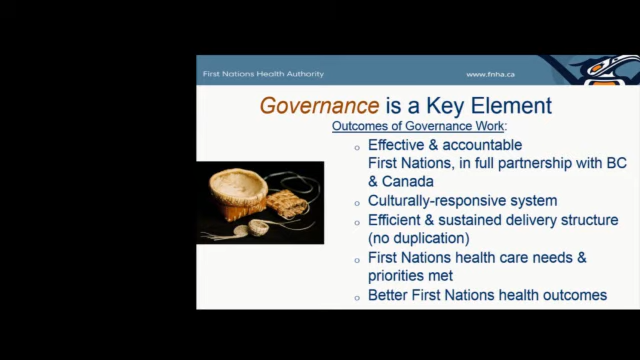 First Nations Health Authority
www.fnha.ca
Governance is a Key Element
Outcomes of Governance Work:
Effective & accountable
First Nations, in full partnership with BC
& Canada
Culturally-responsive system
Efficient & sustained delivery structure
(no duplication)
First Nations health care needs &
priorities met
Better First Nations health outcomes